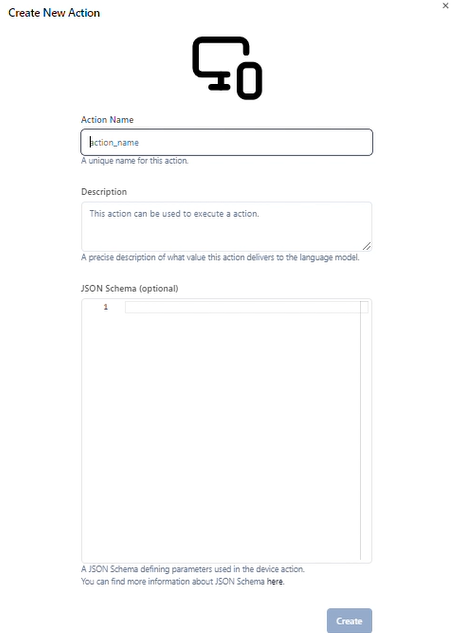 Create New Action
×
Action Name
action_name
A unique name for this action.
Description
This action can be used to execute a action.
A precise description of what value this action delivers to the language model.
JSON Schema (optional)
1
A JSON Schema defining parameters used in the device action.
You can find more information about JSON Schema here.
Create